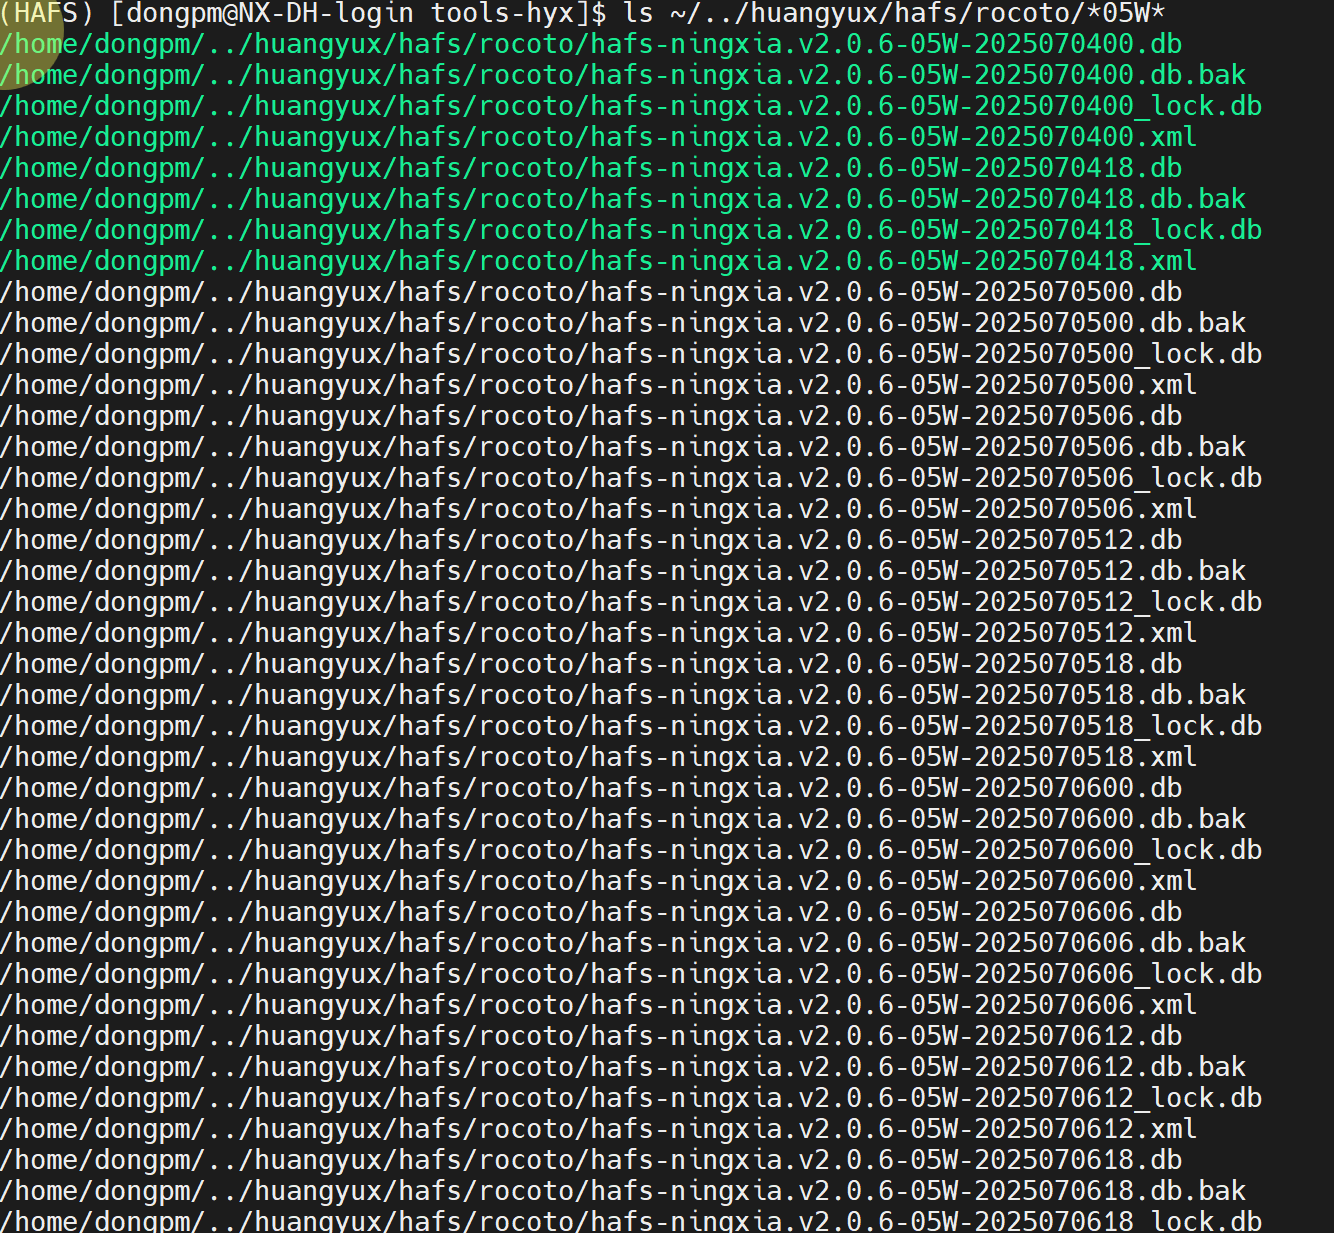 (HAFS) [dongpm@NX-DH-login tools-hyx]$ ls ~/../huangyux/hafs/rocoto/*05W*
/home/dongpm/../huangyux/hafs/rocoto/hafs-ningxia.v2.0.6-05W-2025070400.db
/home/dongpm/../huangyux/hafs/rocoto/hafs-ningxia.v2.0.6-05W-2025070400.db.bak
/home/dongpm/../huangyux/hafs/rocoto/hafs-ningxia.v2.0.6-05W-2025070400_lock.db
/home/dongpm/../huangyux/hafs/rocoto/hafs-ningxia.v2.0.6-05W-2025070400.xml
/home/dongpm/../huangyux/hafs/rocoto/hafs-ningxia.v2.0.6-05W-2025070418.db
/home/dongpm/../huangyux/hafs/rocoto/hafs-ningxia.v2.0.6-05W-2025070418.db.bak
/home/dongpm/../huangyux/hafs/rocoto/hafs-ningxia.v2.0.6-05W-2025070418_lock.db
/home/dongpm/../huangyux/hafs/rocoto/hafs-ningxia.v2.0.6-05W-2025070418.xml
/home/dongpm/../huangyux/hafs/rocoto/hafs-ningxia.v2.0.6-05W-2025070500.db
/home/dongpm/../huangyux/hafs/rocoto/hafs-ningxia.v2.0.6-05W-2025070500.db.bak
/home/dongpm/../huangyux/hafs/rocoto/hafs-ningxia.v2.0.6-05W-2025070500_lock.db
/home/dongpm/../huangyux/hafs/rocoto/hafs-ningxia.v2.0.6-05W-2025070500.xml
/home/dongpm/../huangyux/hafs/rocoto/hafs-ningxia.v2.0.6-05W-2025070506.db
/home/dongpm/../huangyux/hafs/rocoto/hafs-ningxia.v2.0.6-05W-2025070506.db.bak
/home/dongpm/../huangyux/hafs/rocoto/hafs-ningxia.v2.0.6-05W-2025070506_lock.db
/home/dongpm/../huangyux/hafs/rocoto/hafs-ningxia.v2.0.6-05W-2025070506.xml
/home/dongpm/../huangyux/hafs/rocoto/hafs-ningxia.v2.0.6-05W-2025070512.db
/home/dongpm/../huangyux/hafs/rocoto/hafs-ningxia.v2.0.6-05W-2025070512.db.bak
/home/dongpm/../huangyux/hafs/rocoto/hafs-ningxia.v2.0.6-05W-2025070512_lock.db
/home/dongpm/../huangyux/hafs/rocoto/hafs-ningxia.v2.0.6-05W-2025070512.xml
/home/dongpm/../huangyux/hafs/rocoto/hafs-ningxia.v2.0.6-05W-2025070518.db
/home/dongpm/../huangyux/hafs/rocoto/hafs-ningxia.v2.0.6-05W-2025070518.db.bak
/home/dongpm/../huangyux/hafs/rocoto/hafs-ningxia.v2.0.6-05W-2025070518_lock.db
/home/dongpm/../huangyux/hafs/rocoto/hafs-ningxia.v2.0.6-05W-2025070518.xml
/home/dongpm/../huangyux/hafs/rocoto/hafs-ningxia.v2.0.6-05W-2025070600.db
/home/dongpm/../huangyux/hafs/rocoto/hafs-ningxia.v2.0.6-05W-2025070600.db.bak
/home/dongpm/../huangyux/hafs/rocoto/hafs-ningxia.v2.0.6-05W-2025070600_lock.db
/home/dongpm/../huangyux/hafs/rocoto/hafs-ningxia.v2.0.6-05W-2025070600.xml
/home/dongpm/../huangyux/hafs/rocoto/hafs-ningxia.v2.0.6-05W-2025070606.db
/home/dongpm/../huangyux/hafs/rocoto/hafs-ningxia.v2.0.6-05W-2025070606.db.bak
/home/dongpm/../huangyux/hafs/rocoto/hafs-ningxia.v2.0.6-05W-2025070606_lock.db
/home/dongpm/../huangyux/hafs/rocoto/hafs-ningxia.v2.0.6-05W-2025070606.xml
/home/dongpm/../huangyux/hafs/rocoto/hafs-ningxia.v2.0.6-05W-2025070612.db
/home/dongpm/../huangyux/hafs/rocoto/hafs-ningxia.v2.0.6-05W-2025070612.db.bak
/home/dongpm/../huangyux/hafs/rocoto/hafs-ningxia.v2.0.6-05W-2025070612_lock.db
/home/dongpm/../huangyux/hafs/rocoto/hafs-ningxia.v2.0.6-05W-2025070612.xml
/home/dongpm/../huangyux/hafs/rocoto/hafs-ningxia.v2.0.6-05W-2025070618.db
/home/dongpm/../huangyux/hafs/rocoto/hafs-ningxia.v2.0.6-05W-2025070618.db.bak
/home/dongpm/../huangyux/hafs/rocoto/hafs-ningxia.v2.0.6-05W-2025070618_lock.db